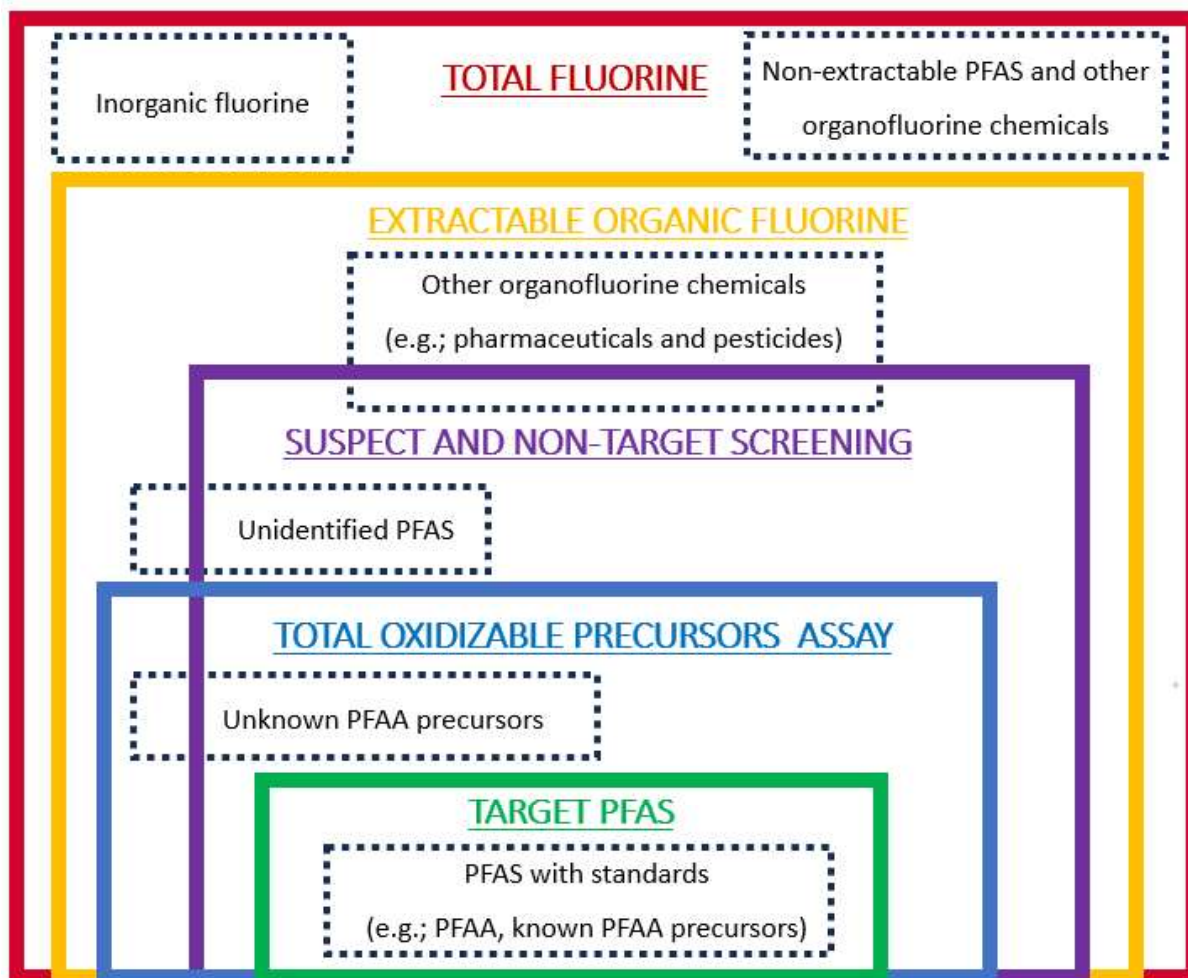 Inorganic fluorine
TOTAL FLUORINE
Non-extractable PFAS and other
organofluorine chemicals
EXTRACTABLE ORGANIC FLUORINE
Other organofluorine chemicals
(e.g.; pharmaceuticals and pesticides)
SUSPECT AND NON-TARGET SCREENING
Unidentified PFAS
TOTAL OXIDIZABLE PRECURSORS ASSAY
Unknown PFAA precursors
TARGET PFAS
PFAS with standards
(e.g.; PFAA, known PFAA precursors)